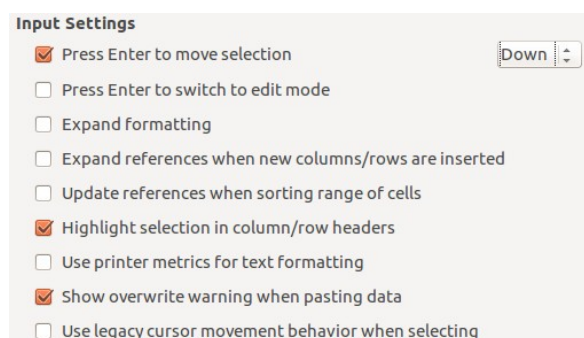 Input Settings
Press Enter to move selection Down
Press Enter to switch to edit mode
Expand formatting
Expand references when new columns/rows are inserted
Update references when sorting range of cells
Highlight selection in column/row headers
Use printer metrics for text formatting
Show overwrite warning when pasting data
Use legacy cursor movement behavior when selecting